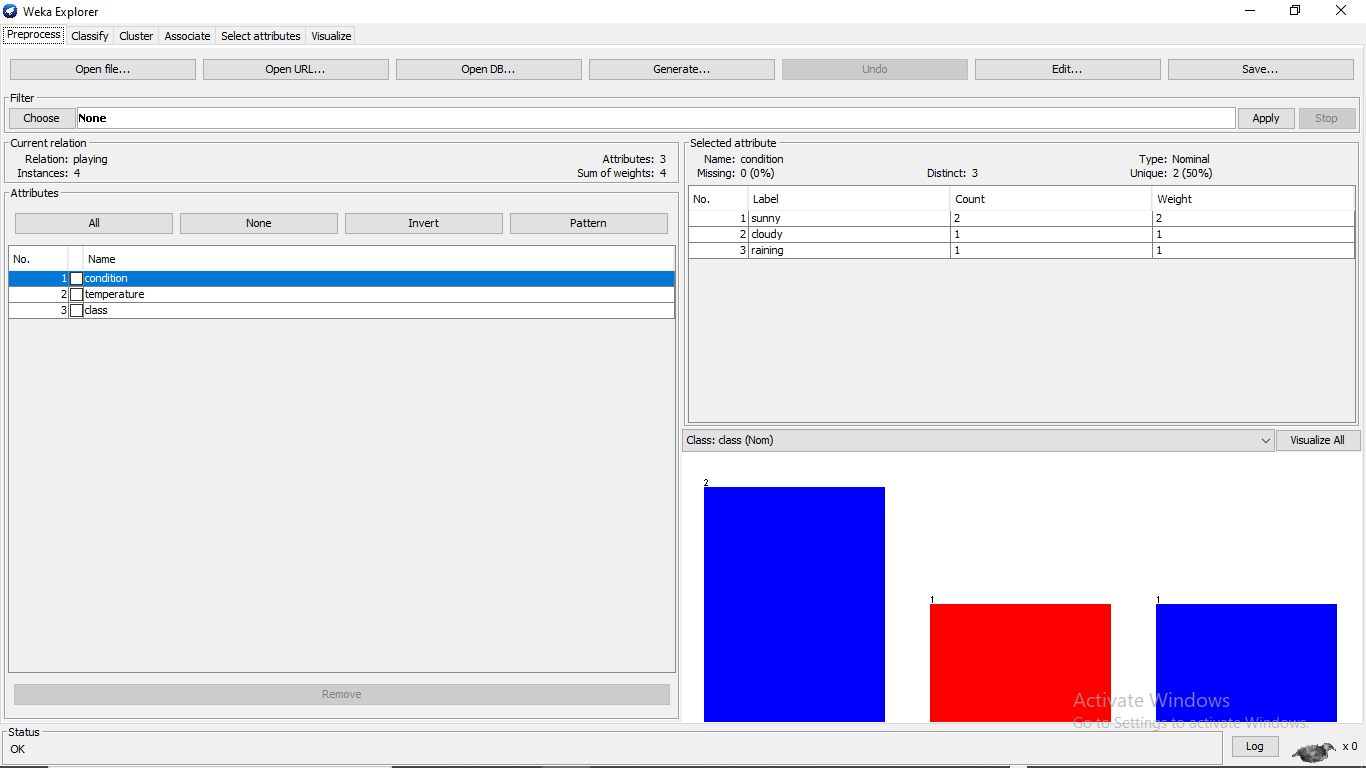 Weka Explorer
Preprocess Classify Cluster Associate Select attributes Visualize
Open file... Open URL... Open DB... Generate... Undo Edit... Save...
Filter
Choose None Apply Stop
Current relation
Relation: playing Attributes: 3
Instances: 4 Sum of weights: 4
Attributes
All None Invert Pattern
No. Name
1 condition
2 temperature
3 class
Remove
Selected attribute
Name: condition Type: Nominal
Missing: 0 (0%) Distinct: 3 Unique: 2 (50%)
No. Label Count Weight
1 sunny 2 2
2 cloudy 1 1
3 raining 1 1
Class: class (Nom) Visualize All
2
1 1
Activate Windows
Go to Settings to activate Windows.
Status
OK Log x 0